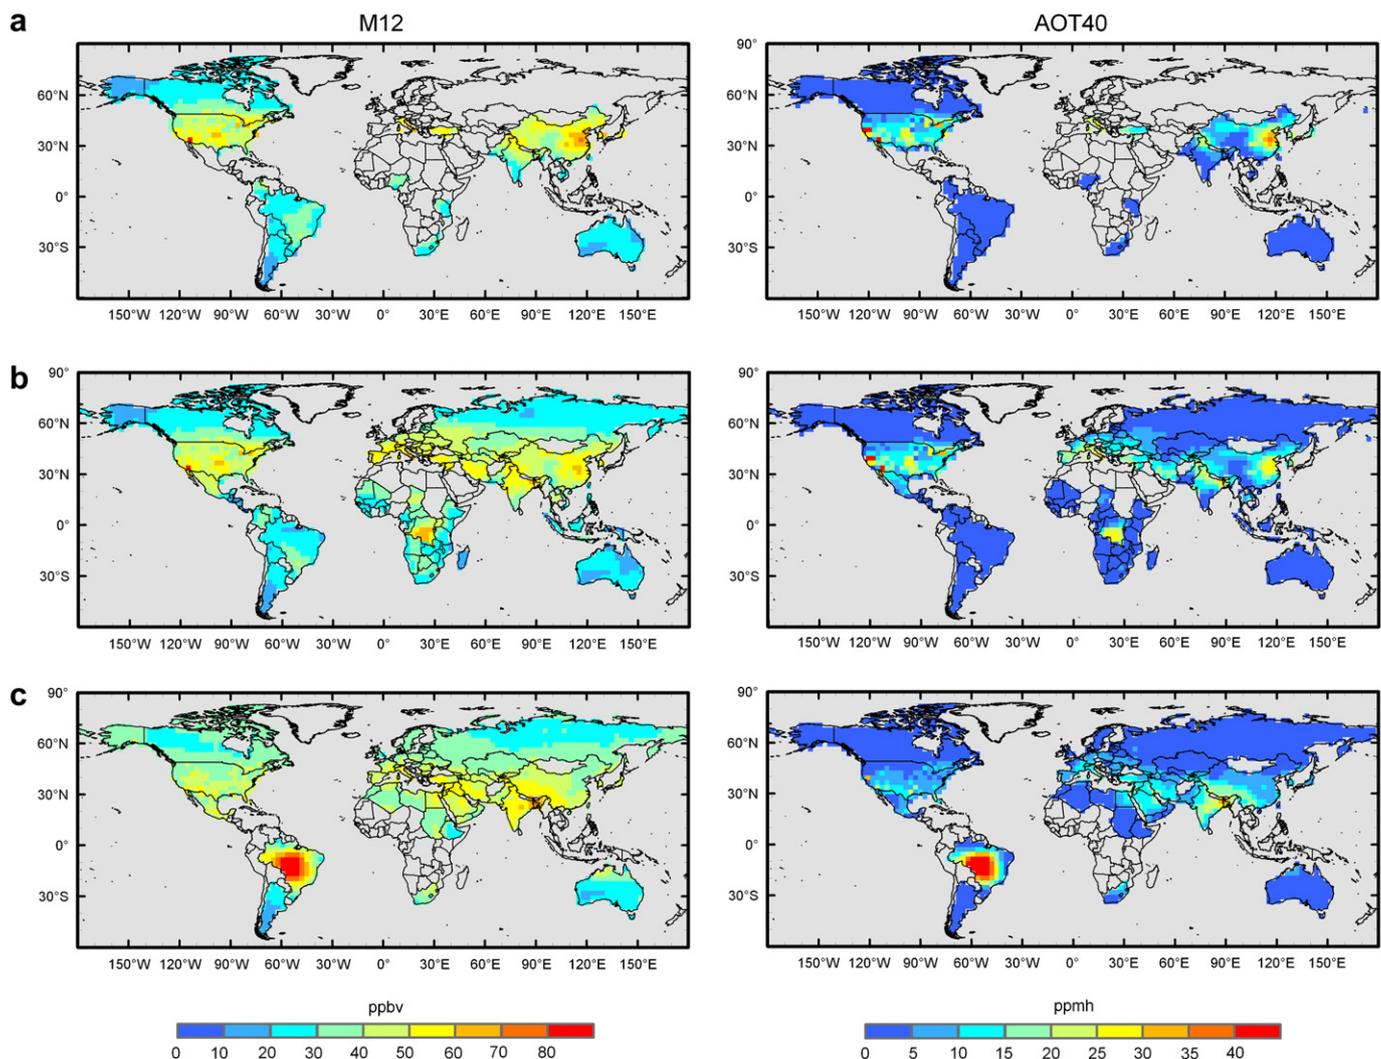 a M12 AOT40
90°
60°N 60°N
30°N 30°N
0° 0°
30°S 30°S
150°W 120°W 90°W 60°W 30°W 0° 30°E 60°E 90°E 120°E 150°E 150°W 120°W 90°W 60°W 30°W 0° 30°E 60°E 90°E 120°E 150°E
b 90° 90°
60°N 60°N
30°N 30°N
0° 0°
30°S 30°S
150°W 120°W 90°W 60°W 30°W 0° 30°E 60°E 90°E 120°E 150°E 150°W 120°W 90°W 60°W 30°W 0° 30°E 60°E 90°E 120°E 150°E
c 90° 90°
60°N 60°N
30°N 30°N
0° 0°
30°S 30°S
150°W 120°W 90°W 60°W 30°W 0° 30°E 60°E 90°E 120°E 150°E 150°W 120°W 90°W 60°W 30°W 0° 30°E 60°E 90°E 120°E 150°E
ppbv ppmh
0 10 20 30 40 50 60 70 80 0 5 10 15 20 25 30 35 40